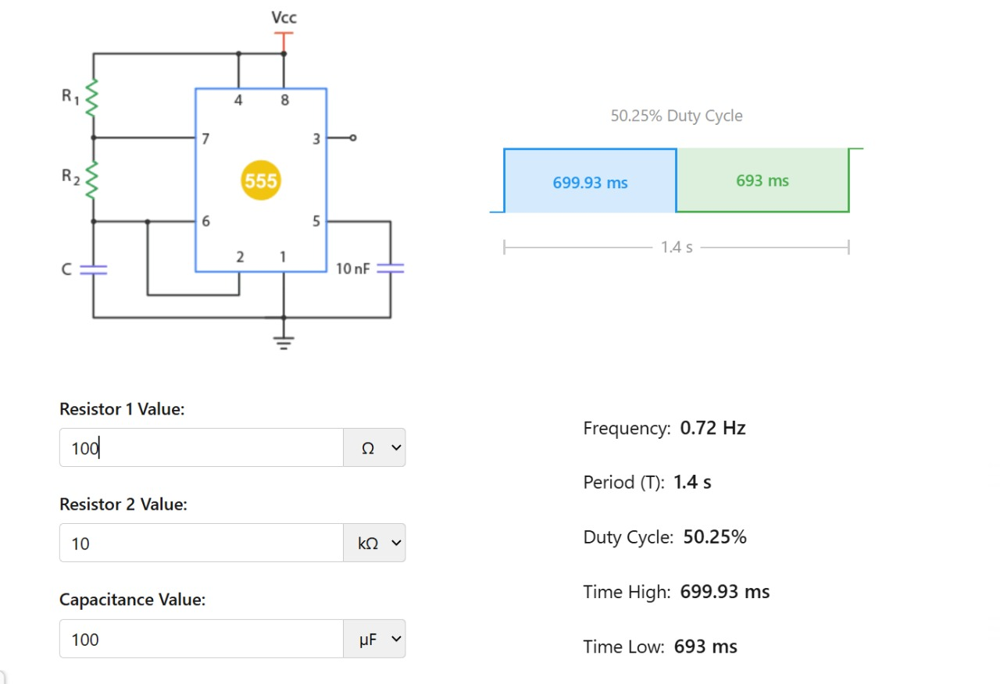 Vcc
R1
4 8
7 3
R2
555
6 5
2 1
C
10 nF
50.25% Duty Cycle
699.93 ms
693 ms
1.4 s
Resistor 1 Value:
100 Ω
Resistor 2 Value:
10 kΩ
Capacitance Value:
100 µF
Frequency: 0.72 Hz
Period (T): 1.4 s
Duty Cycle: 50.25%
Time High: 699.93 ms
Time Low: 693 ms